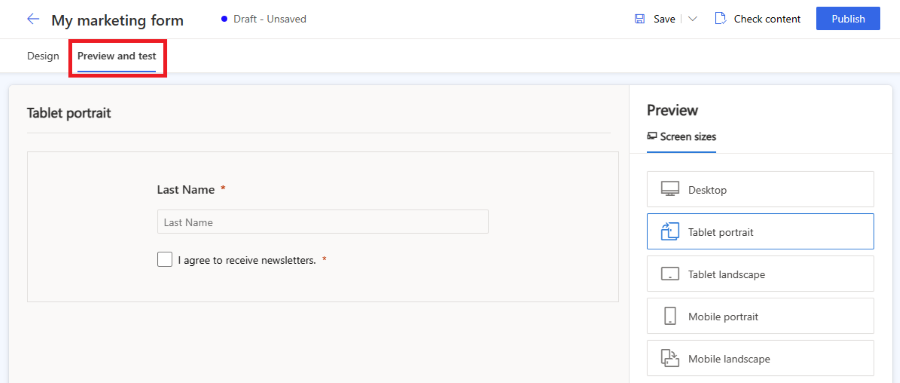 My marketing form
Draft - Unsaved
Save
Check content
Publish
Design
Preview and test
Tablet portrait
Last Name *
Last Name
I agree to receive newsletters. *
Preview
Screen sizes
Desktop
Tablet portrait
Tablet landscape
Mobile portrait
Mobile landscape